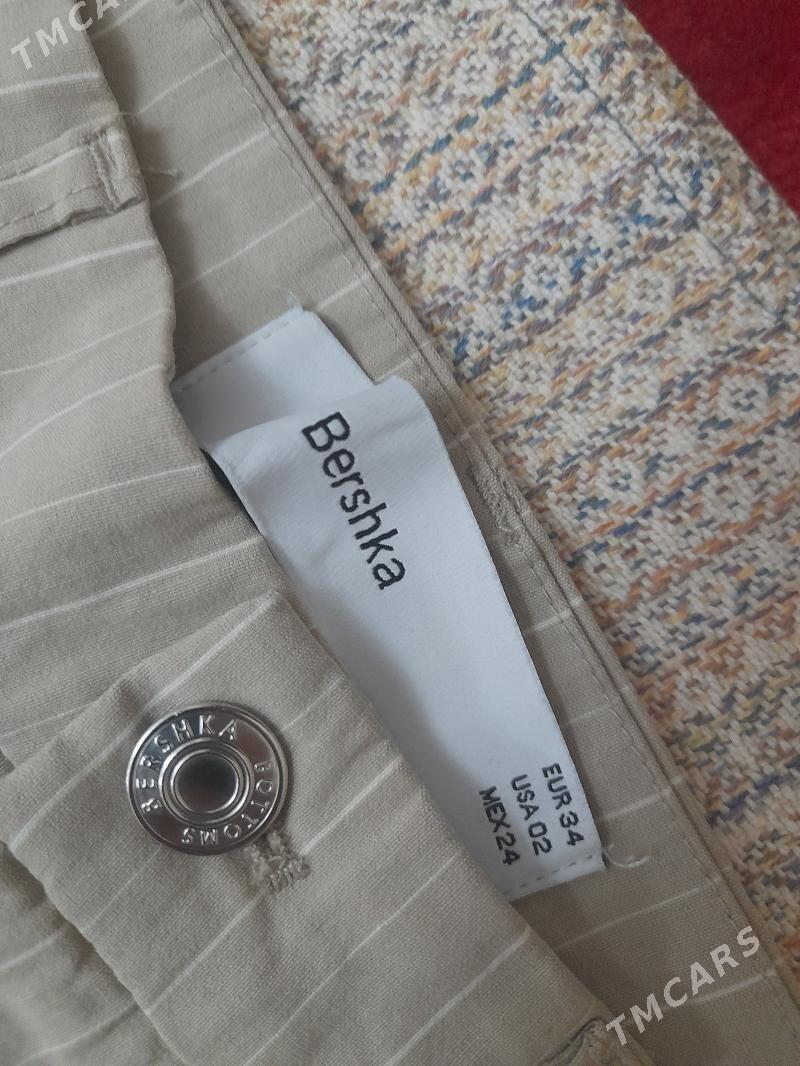 TMCARS
Bershka
EUR 34
USA 02
MEX 24
BERSHKA BOTTOMS
TMCARS